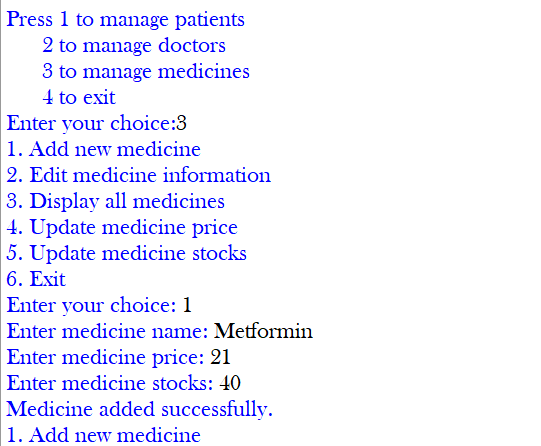 Press 1 to manage patients
2 to manage doctors
3 to manage medicines
4 to exit
Enter your choice:3
1. Add new medicine
2. Edit medicine information
3. Display all medicines
4. Update medicine price
5. Update medicine stocks
6. Exit
Enter your choice: 1
Enter medicine name: Metformin
Enter medicine price: 21
Enter medicine stocks: 40
Medicine added successfully.
1. Add new medicine